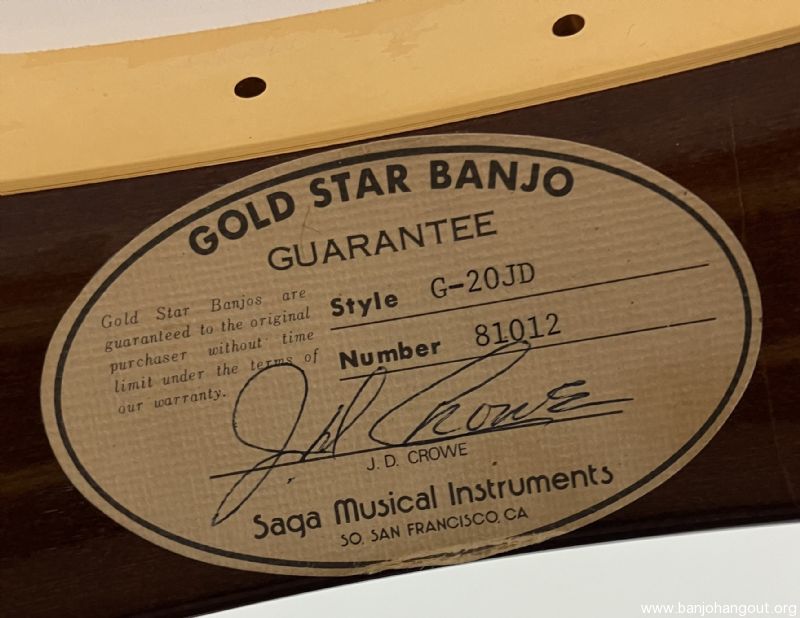 GOLD STAR BANJO
GUARANTEE
Gold Star Banjos are
guaranteed to the original
purchaser without time
limit under the terms of
our warranty.
Style G-20JD
Number 81012
J.D. Crowe
J. D. CROWE
Saga Musical Instruments
SO. SAN FRANCISCO, CA
www.banjohangout.org